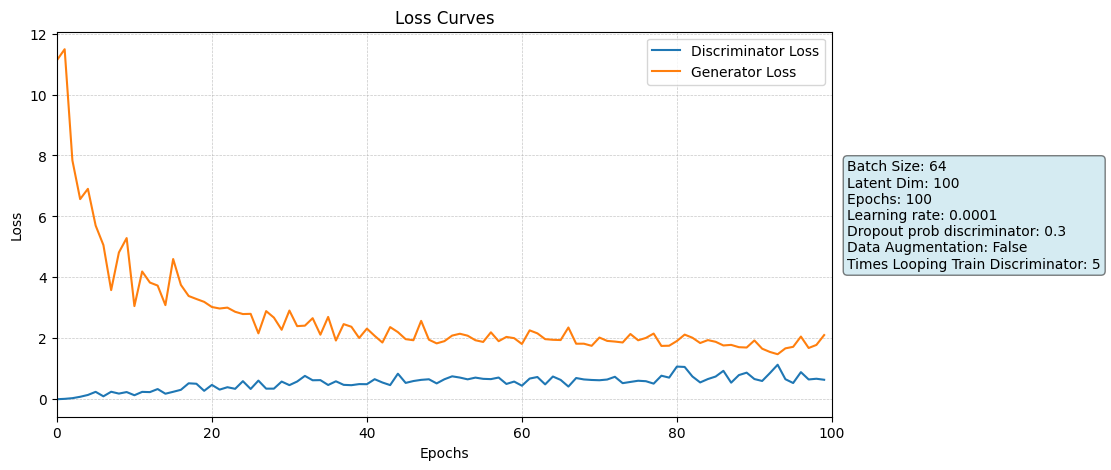 Loss Curves
12
10
8
6
4
2
0
Loss
0 20 40 60 80 100
Epochs
Discriminator Loss
Generator Loss
Batch Size: 64
Latent Dim: 100
Epochs: 100
Learning rate: 0.0001
Dropout prob discriminator: 0.3
Data Augmentation: False
Times Looping Train Discriminator: 5